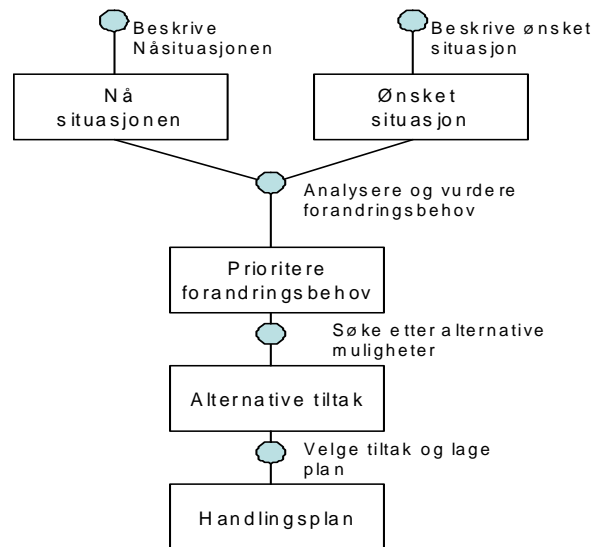 Beskrive
Nåsituasjonen
Beskrive ønsket
situasjon
Nå
situasjonen
Ønsket
situasjon
Analysere og vurdere
forandringsbehov
Prioritere
forandringsbehov
Søke etter alternative
muligheter
Alternative tiltak
Velge tiltak og lage
plan
Handlingsplan